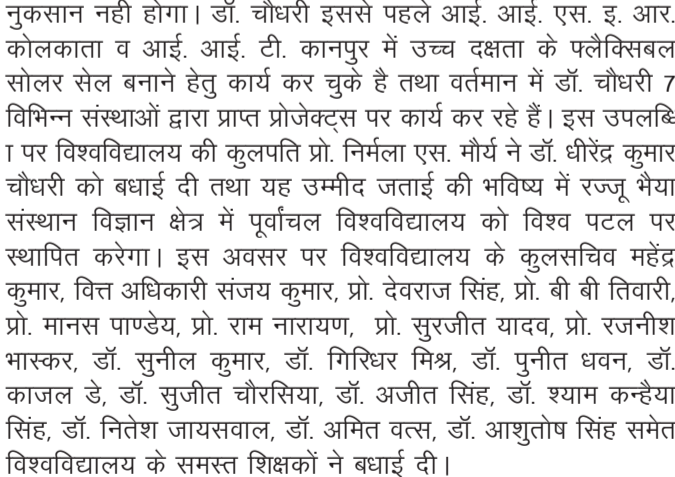 नुकसान नही होगा। डॉ. चौधरी इससे पहले आई. आई. एस. इ. आर.
कोलकाता व आई. आई. टी. कानपुर में उच्च दक्षता के फ्लैक्सिबल
सोलर सेल बनाने हेतु कार्य कर चुके है तथा वर्तमान में डॉ. चौधरी 7
विभिन्न संस्थाओं द्वारा प्राप्त प्रोजेक्ट्स पर कार्य कर रहे हैं। इस उपलब्धि
ा पर विश्वविद्यालय की कुलपति प्रो. निर्मला एस. मौर्य ने डॉ. धीरेंद्र कुमार
चौधरी को बधाई दी तथा यह उम्मीद जताई की भविष्य में रज्जू भैया
संस्थान विज्ञान क्षेत्र में पूर्वांचल विश्वविद्यालय को विश्व पटल पर
स्थापित करेगा। इस अवसर पर विश्वविद्यालय के कुलसचिव महेंद्र
कुमार, वित्त अधिकारी संजय कुमार, प्रो. देवराज सिंह, प्रो. बी बी तिवारी,
प्रो. मानस पाण्डेय, प्रो. राम नारायण, प्रो. सुरजीत यादव, प्रो. रजनीश
भास्कर, डॉ. सुनील कुमार, डॉ. गिरिधर मिश्र, डॉ. पुनीत धवन, डॉ.
काजल डे, डॉ. सुजीत चौरसिया, डॉ. अजीत सिंह, डॉ. श्याम कन्हैया
सिंह, डॉ. नितेश जायसवाल, डॉ. अमित वत्स, डॉ. आशुतोष सिंह समेत
विश्वविद्यालय के समस्त शिक्षकों ने बधाई दी।